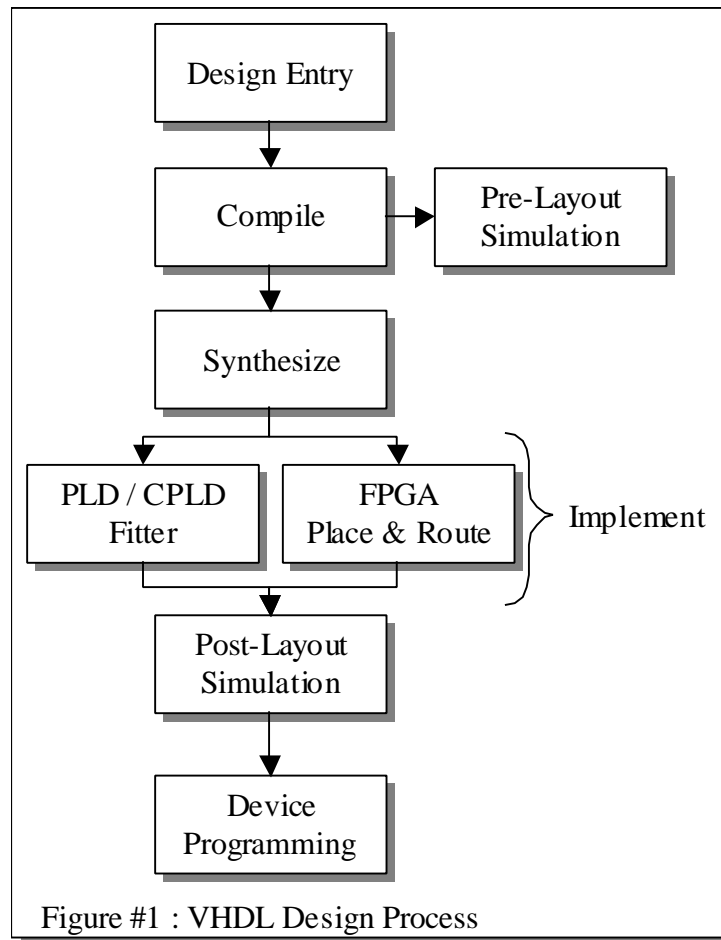 Design Entry
Compile
Pre-Layout
Simulation
Synthesize
PLD / CPLD
Fitter
FPGA
Place & Route
Implement
Post-Layout
Simulation
Device
Programming
Figure #1 : VHDL Design Process